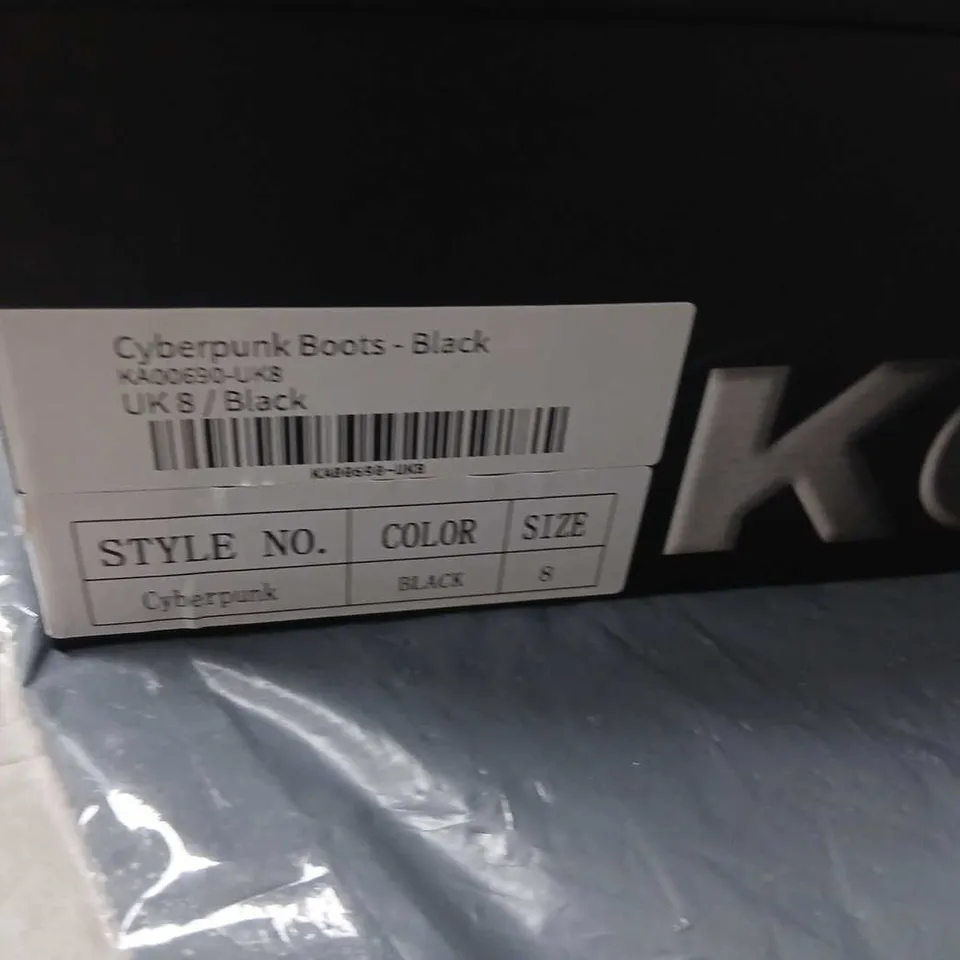 Cyberpunk Boots - Black
KA00690-UK8
UK 8 / Black
KA00690-UK8
STYLE NO. COLOR SIZE
Cyberpunk BLACK 8
K